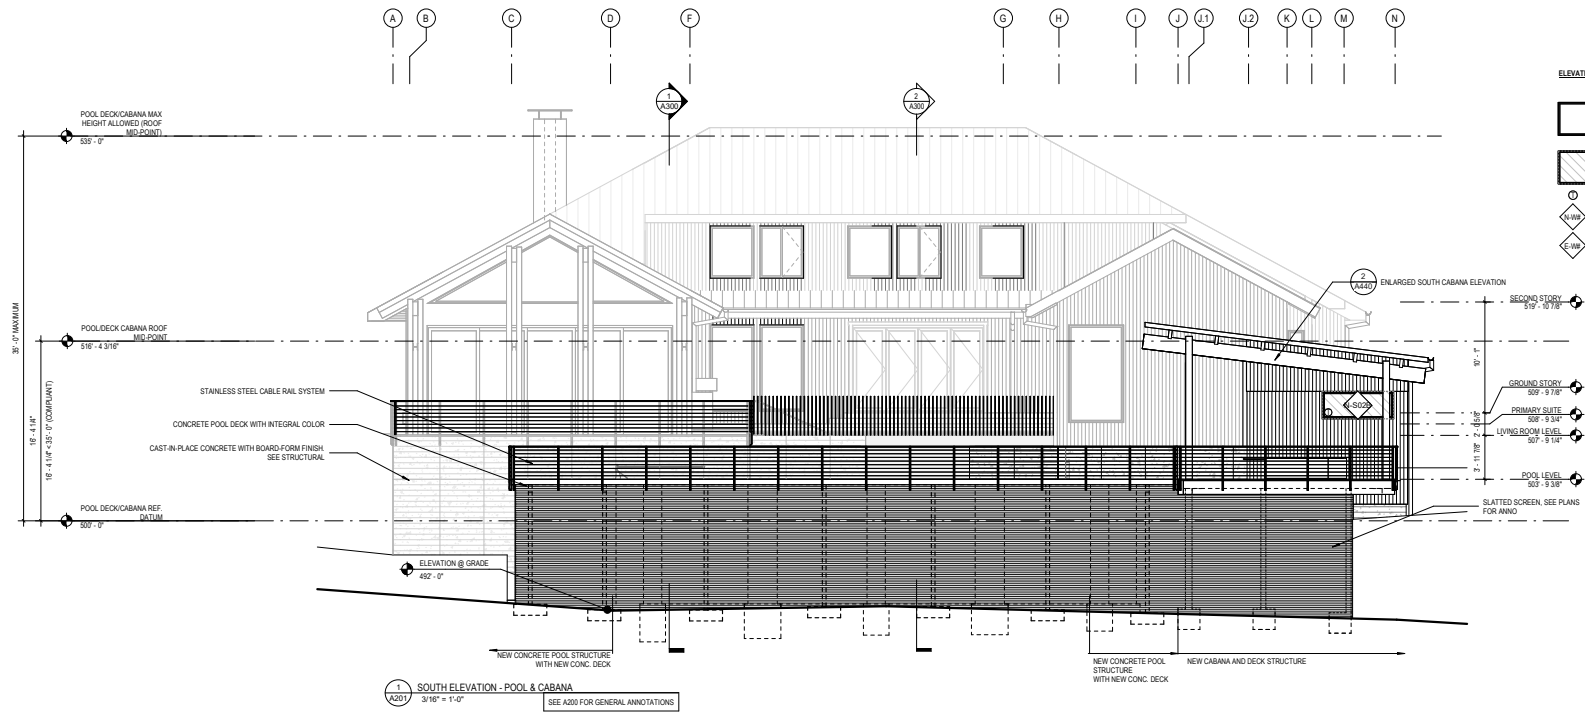 A
B
C
D
F
G
H
I
J
J.1
J.2
K
L
M
N
1
A300
2
A300
ELEVATI
POOL DECK/CABANA MAX
HEIGHT ALLOWED (ROOF
MID-POINT)
535' - 0"
1
N-W#
E-W#
2
A440
ENLARGED SOUTH CABANA ELEVATION
SECOND STORY
519' - 10 7/8"
35' -0" MAXIMUM
POOL/DECK CABANA ROOF
MID-POINT
516' - 4 3/16"
10' - 1"
16' - 4 1/4"
16' - 4 1/4" < 35' - 0" (COMPLIANT)
STAINLESS STEEL CABLE RAIL SYSTEM
GROUND STORY
509' - 9 7/8"
N-S02B
1
PRIMARY SUITE
508' - 9 3/4"
CONCRETE POOL DECK WITH INTEGRAL COLOR
LIVING ROOM LEVEL
507' - 9 1/4"
2' - 0 5/8"
CAST-IN-PLACE CONCRETE WITH BOARD-FORM FINISH.
SEE STRUCTURAL
3' - 11 7/8"
POOL LEVEL
503' - 9 3/8"
SLATTED SCREEN, SEE PLANS
FOR ANNO
POOL DECK/CABANA REF.
DATUM
500' - 0"
ELEVATION @ GRADE
492' - 0"
NEW CONCRETE POOL STRUCTURE
WITH NEW CONC. DECK
NEW CONCRETE POOL
STRUCTURE
WITH NEW CONC. DECK
NEW CABANA AND DECK STRUCTURE
1
A201
SOUTH ELEVATION - POOL & CABANA
3/16" = 1'-0"
SEE A200 FOR GENERAL ANNOTATIONS